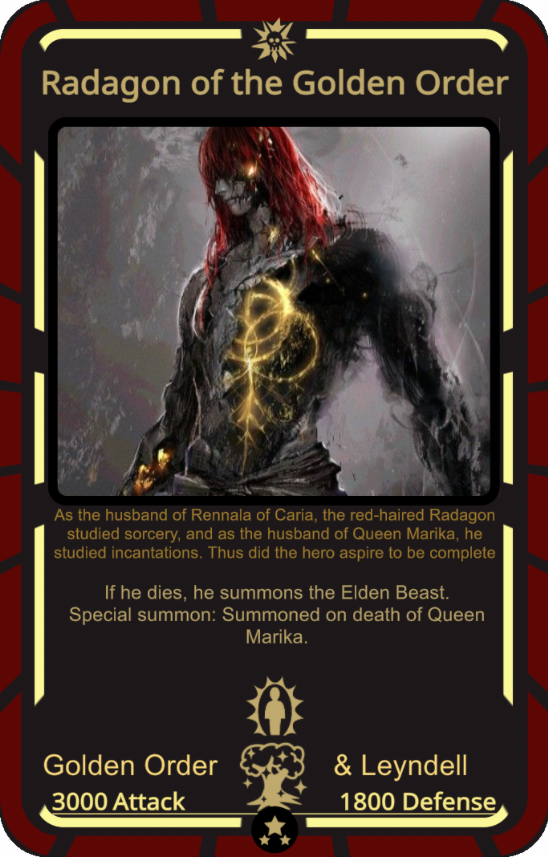 Radagon of the Golden Order
As the husband of Rennala of Caria, the red-haired Radagon
studied sorcery, and as the husband of Queen Marika, he
studied incantations. Thus did the hero aspire to be complete
If he dies, he summons the Elden Beast.
Special summon: Summoned on death of Queen
Marika.
Golden Order & Leyndell
3000 Attack 1800 Defense